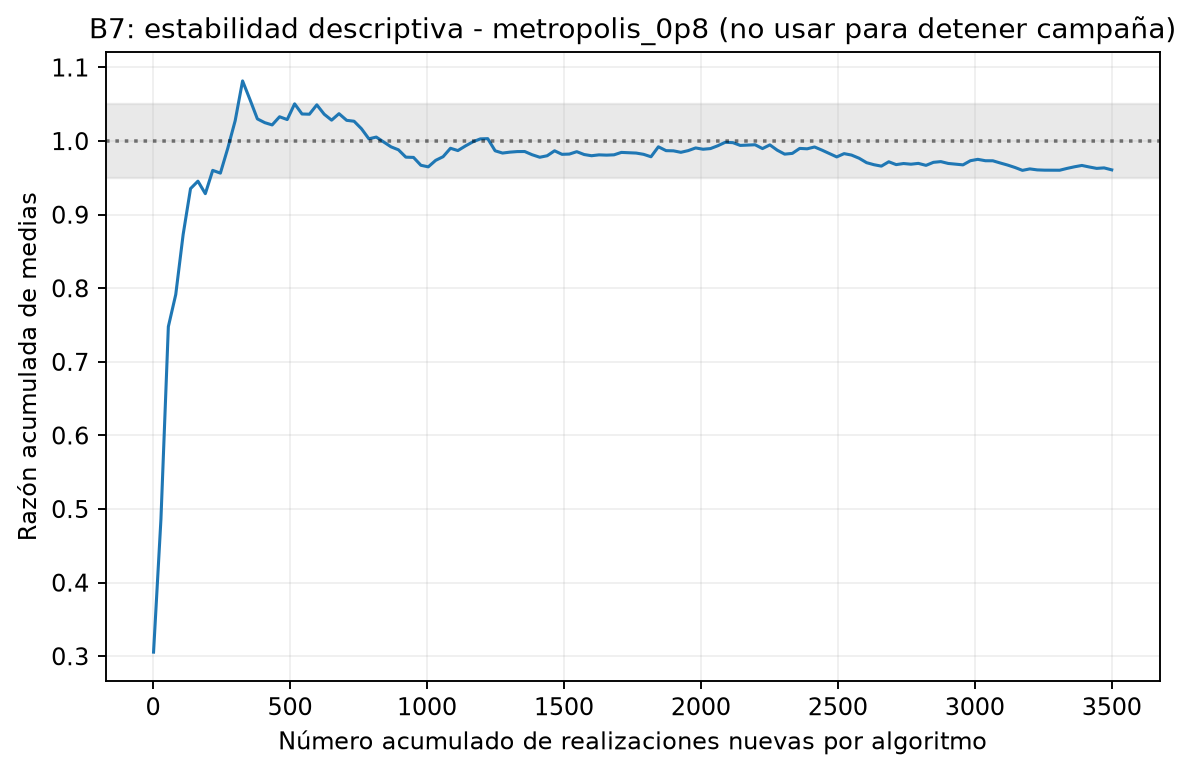 B7: estabilidad descriptiva - metropolis_0p8 (no usar para detener campaña)
1.1
1.0
0.9
0.8
0.7
0.6
0.5
0.4
0.3
Razón acumulada de medias
0 500 1000 1500 2000 2500 3000 3500
Número acumulado de realizaciones nuevas por algoritmo